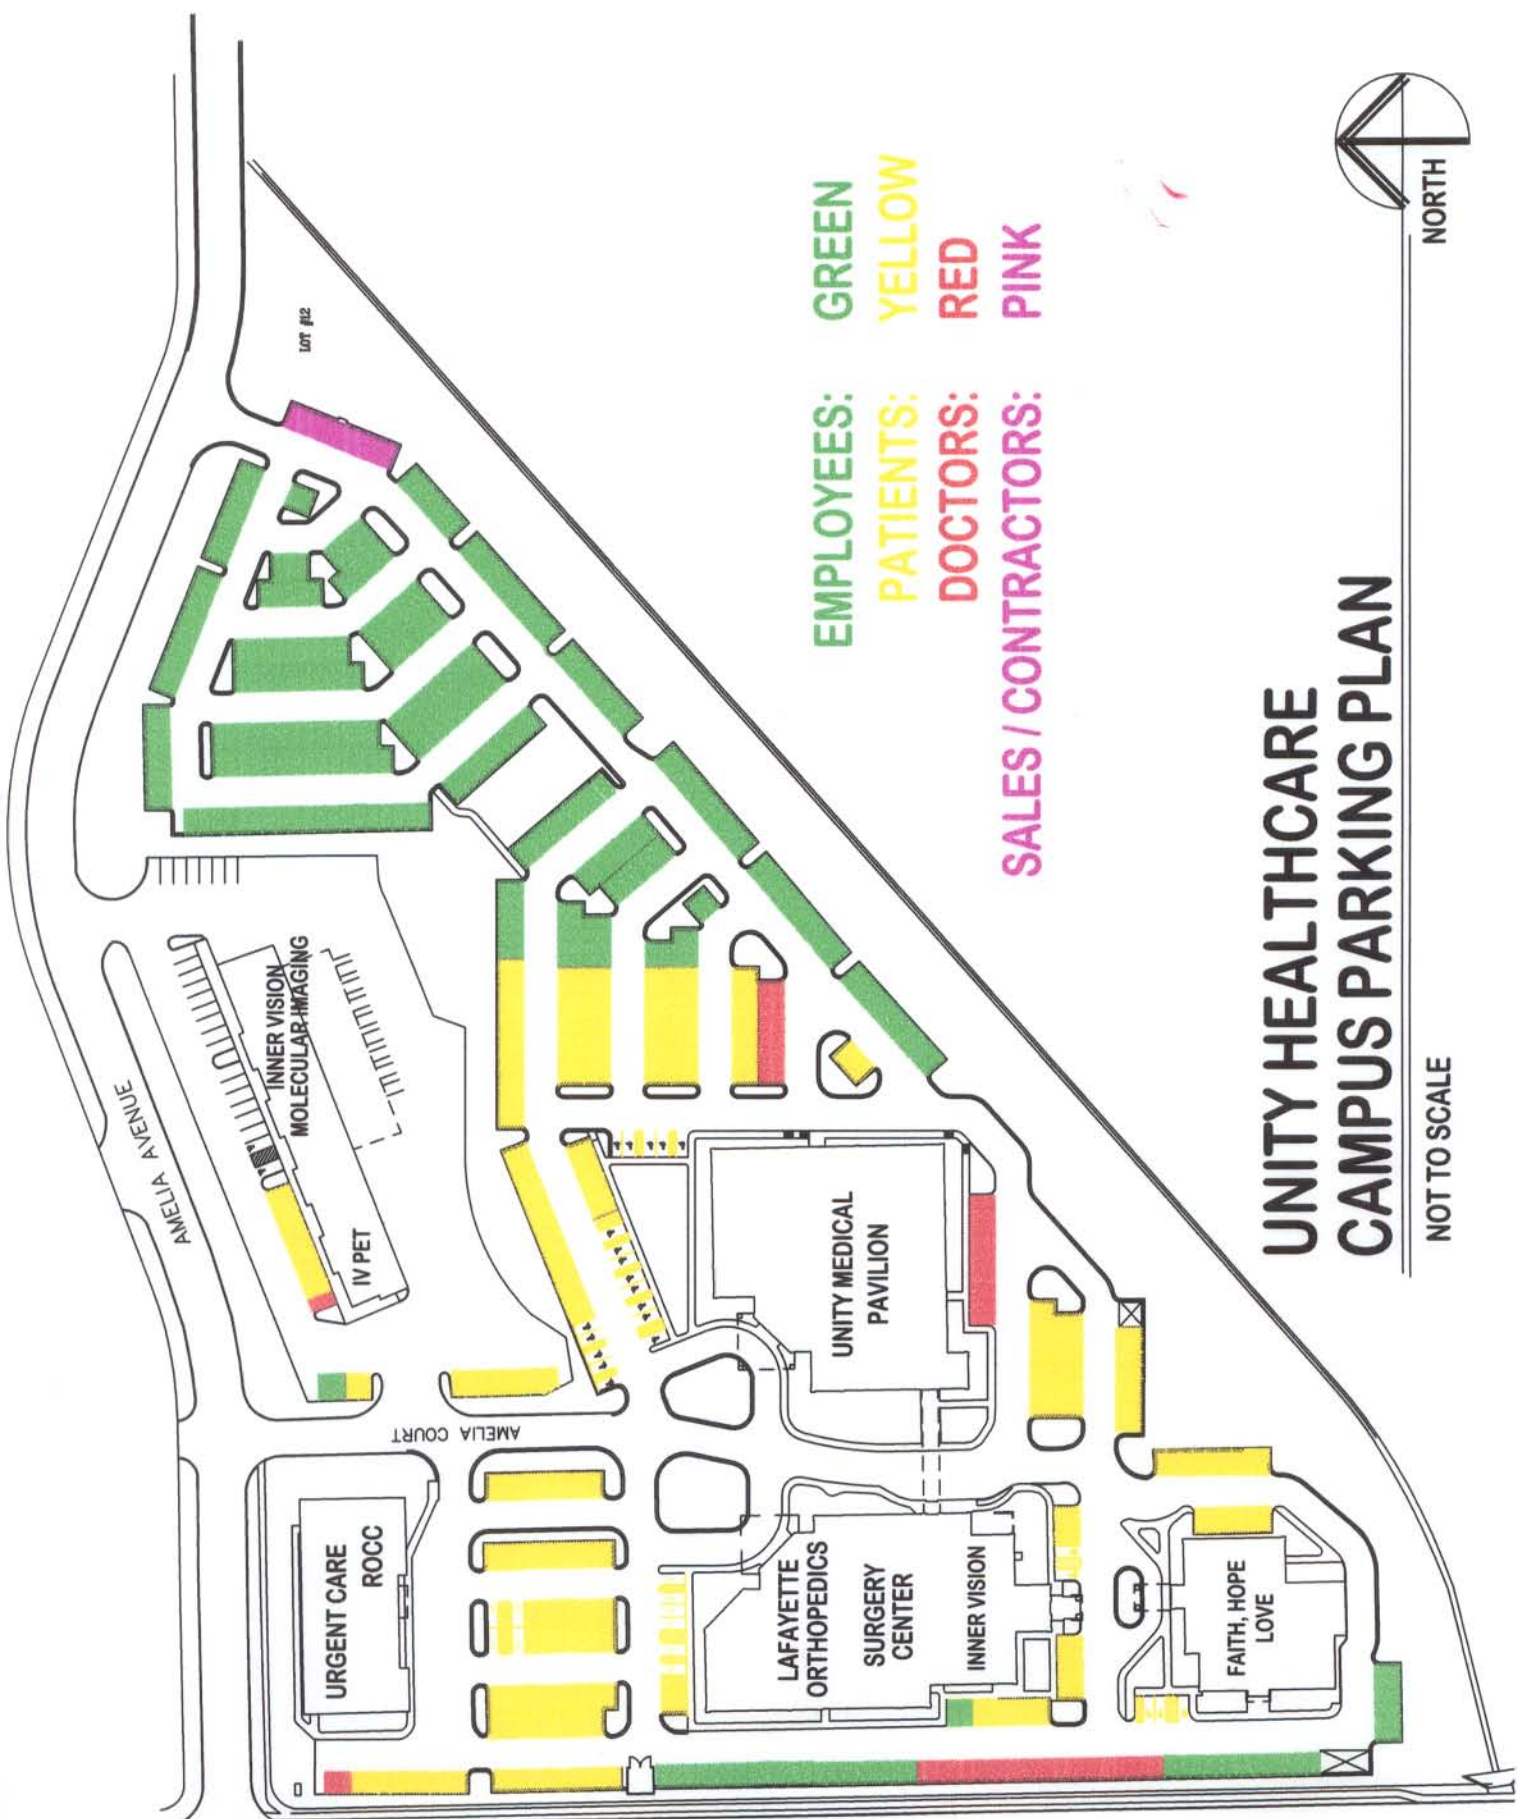 LOT #12
AMELIA AVENUE
INNER VISION
MOLECULAR IMAGING
IV PET
AMELIA COURT
URGENT CARE
ROCC
UNITY MEDICAL
PAVILION
LAFAYETTE
ORTHOPEDICS
SURGERY
CENTER
INNER VISION
FAITH, HOPE
LOVE
EMPLOYEES: GREEN
PATIENTS: YELLOW
DOCTORS: RED
SALES / CONTRACTORS: PINK
UNITY HEALTHCARE
CAMPUS PARKING PLAN
NOT TO SCALE
NORTH